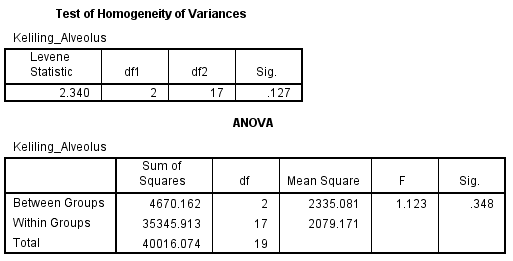 Test of Homogeneity of Variances
Keliling_Alveolus
Levene Statistic df1 df2 Sig.
2.340 2 17 .127
ANOVA
Keliling_Alveolus
Sum of Squares df Mean Square F Sig.
Between Groups 4670.162 2 2335.081 1.123 .348
Within Groups 35345.913 17 2079.171
Total 40016.074 19